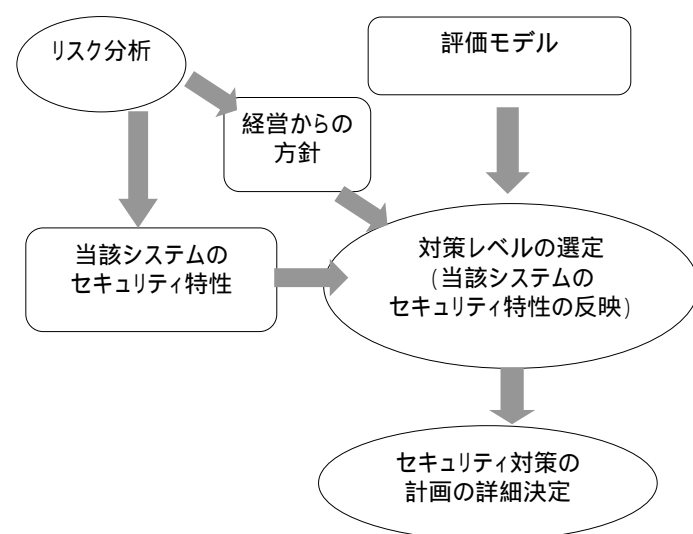 リスク分析
評価モデル
経営からの
方針
当該システムの
セキュリティ特性
対策レベルの選定
(当該システムの
セキュリティ特性の反映)
セキュリティ対策の
計画の詳細決定